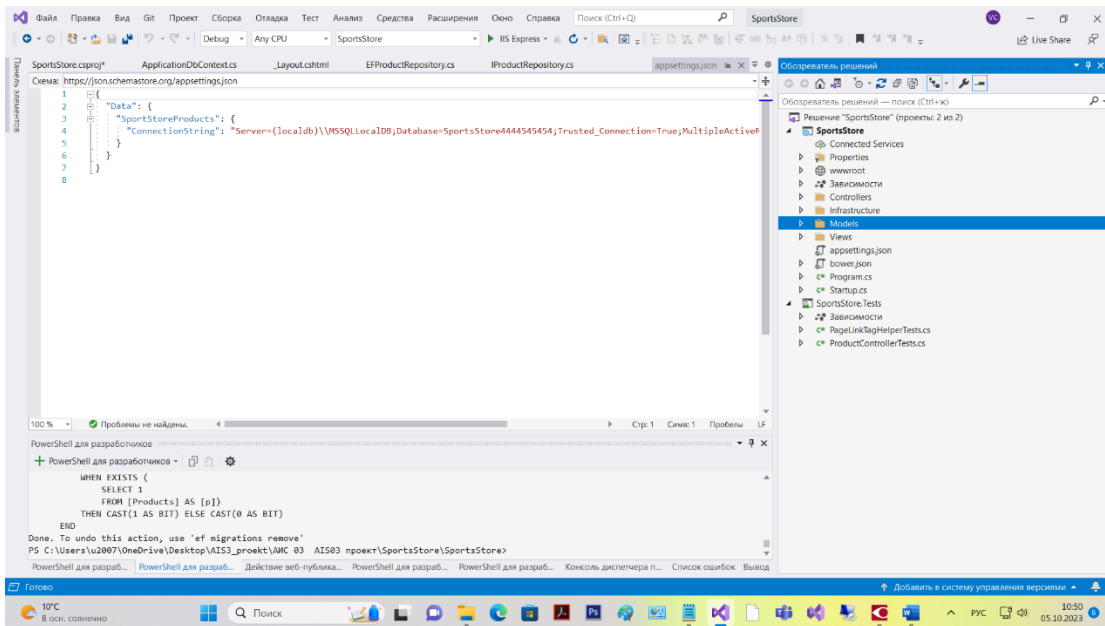 Файл Правка Вид Git Проект Сборка Отладка Тест Анализ Средства Расширения Окно Справка Поиск (Ctrl+Q) SportsStore VC
Debug Any CPU SportsStore IIS Express Live Share
Панель элементов
SportsStore.csproj* ApplicationDbContext.cs _Layout.cshtml EFProductRepository.cs IProductRepository.cs appsettings.json
Схема: https://json.schemastore.org/appsettings.json
1 {
2 "Data": {
3 "SportStoreProducts": {
4 "ConnectionString": "Server=(localdb)\\MSSQLLocalDB;Database=SportsStore4444545454;Trusted_Connection=True;MultipleActiveR
5 }
6 }
7 }
8
100 % Проблемы не найдены. Стр: 1 Симв: 1 Пробелы LF
PowerShell для разработчиков
PowerShell для разработчиков
WHEN EXISTS (
SELECT 1
FROM [Products] AS [p])
THEN CAST(1 AS BIT) ELSE CAST(0 AS BIT)
END
Done. To undo this action, use 'ef migrations remove'
PS C:\Users\u2007\OneDrive\Desktop\AIS3_proekt\АИС 03 AIS03 проект\SportsStore\SportsStore>
PowerShell для разраб... PowerShell для разраб... Действие веб-публика... PowerShell для разраб... PowerShell для разраб... Консоль диспетчера п... Список ошибок Вывод
Обозреватель решений
Обозреватель решений — поиск (Ctrl+ж)
Решение "SportsStore" (проекты: 2 из 2)
SportsStore
Connected Services
Properties
wwwroot
Зависимости
Controllers
Infrastructure
Models
Views
appsettings.json
bower.json
C# Program.cs
C# Startup.cs
SportsStore.Tests
Зависимости
C# PageLinkTagHelperTests.cs
C# ProductControllerTests.cs
Готово Добавить в систему управления версиями
10°C
В осн. солнечно
Поиск
РУС
10:50
05.10.2023